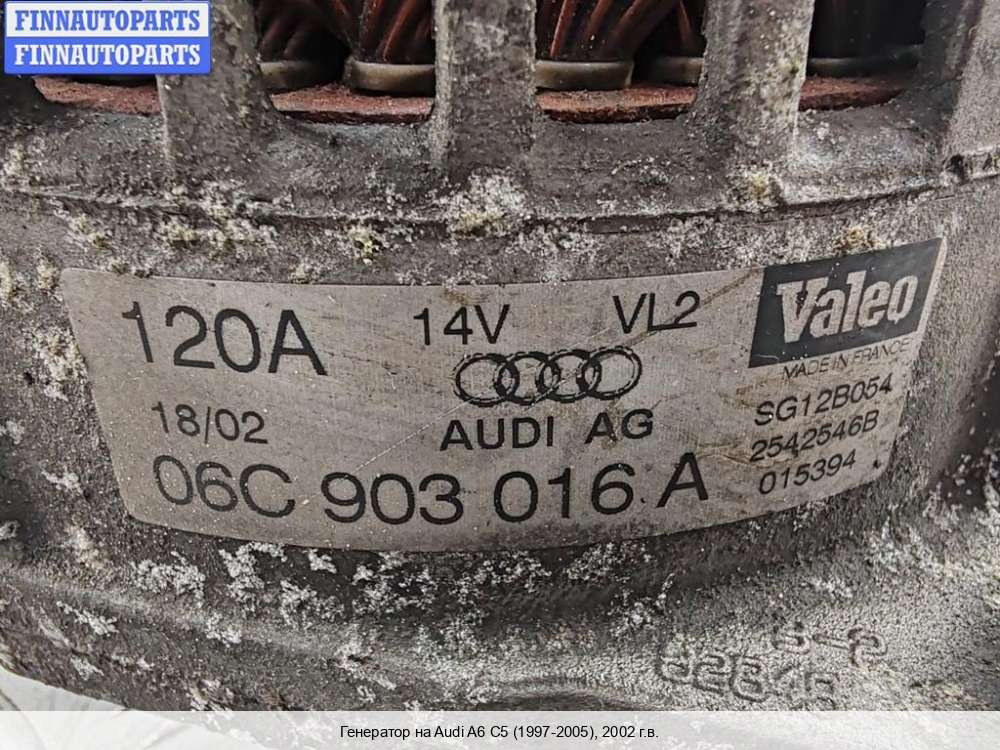 FINNAUTOPARTS
FINNAUTOPARTS
120A 14V VL2 Valeo
MADE IN FRANCE
18/02 AUDI AG SG12B054
2542546B
06C 903 016 A 015394
Генератор на Audi A6 C5 (1997-2005), 2002 г.в.